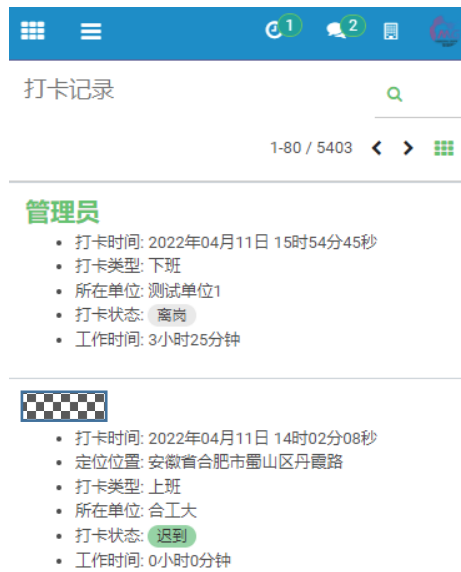 1 2
打卡记录
1-80 / 5403
管理员
打卡时间: 2022年04月11日 15时54分45秒
打卡类型: 下班
所在单位: 测试单位1
打卡状态: 离岗
工作时间: 3小时25分钟
打卡时间: 2022年04月11日 14时02分08秒
定位位置: 安徽省合肥市蜀山区丹霞路
打卡类型: 上班
所在单位: 合工大
打卡状态: 迟到
工作时间: 0小时0分钟